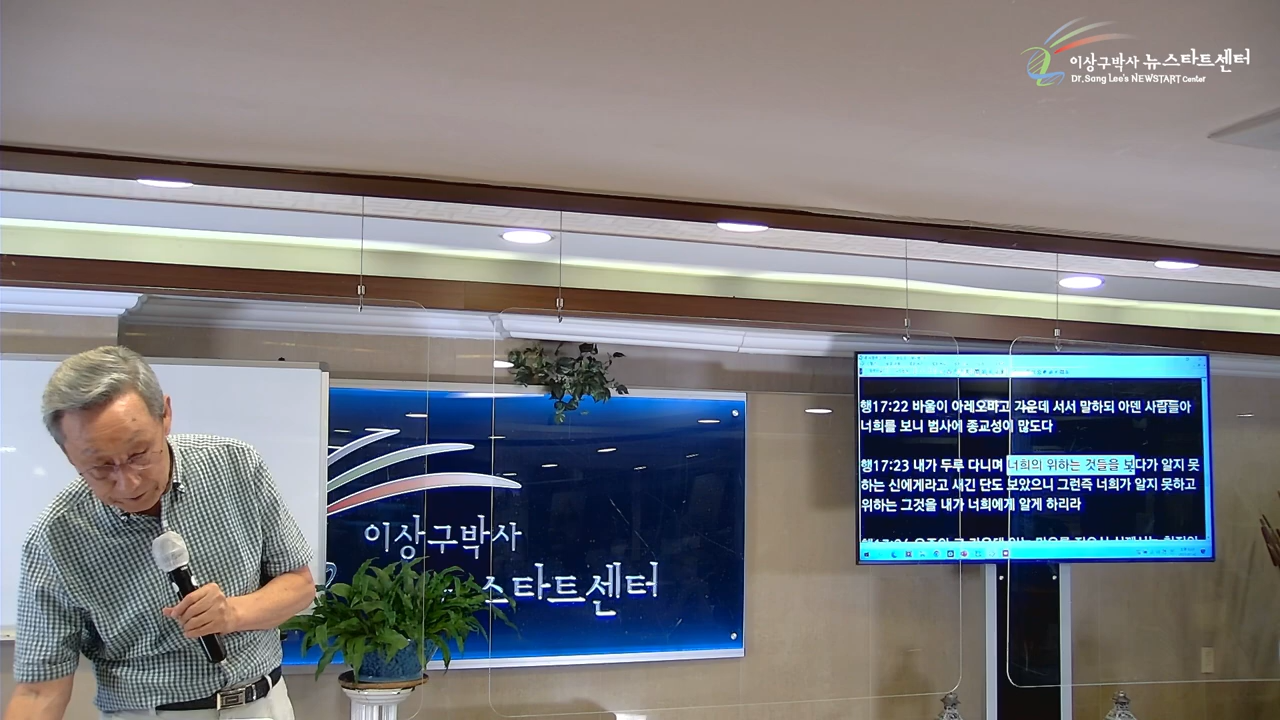 이상구박사 뉴스타트센터
Dr.Sang Lee's NEWSTART Center
행17:22 바울이 아레오바고 가운데 서서 말하되 아덴 사람들아
너희를 보니 범사에 종교성이 많도다
행17:23 내가 두루 다니며 너희의 위하는 것들을 보다가 알지 못
하는 신에게라고 새긴 단도 보았으니 그런즉 너희가 알지 못하고
위하는 그것을 내가 너희에게 알게 하리라
이상구박사
스타트센터